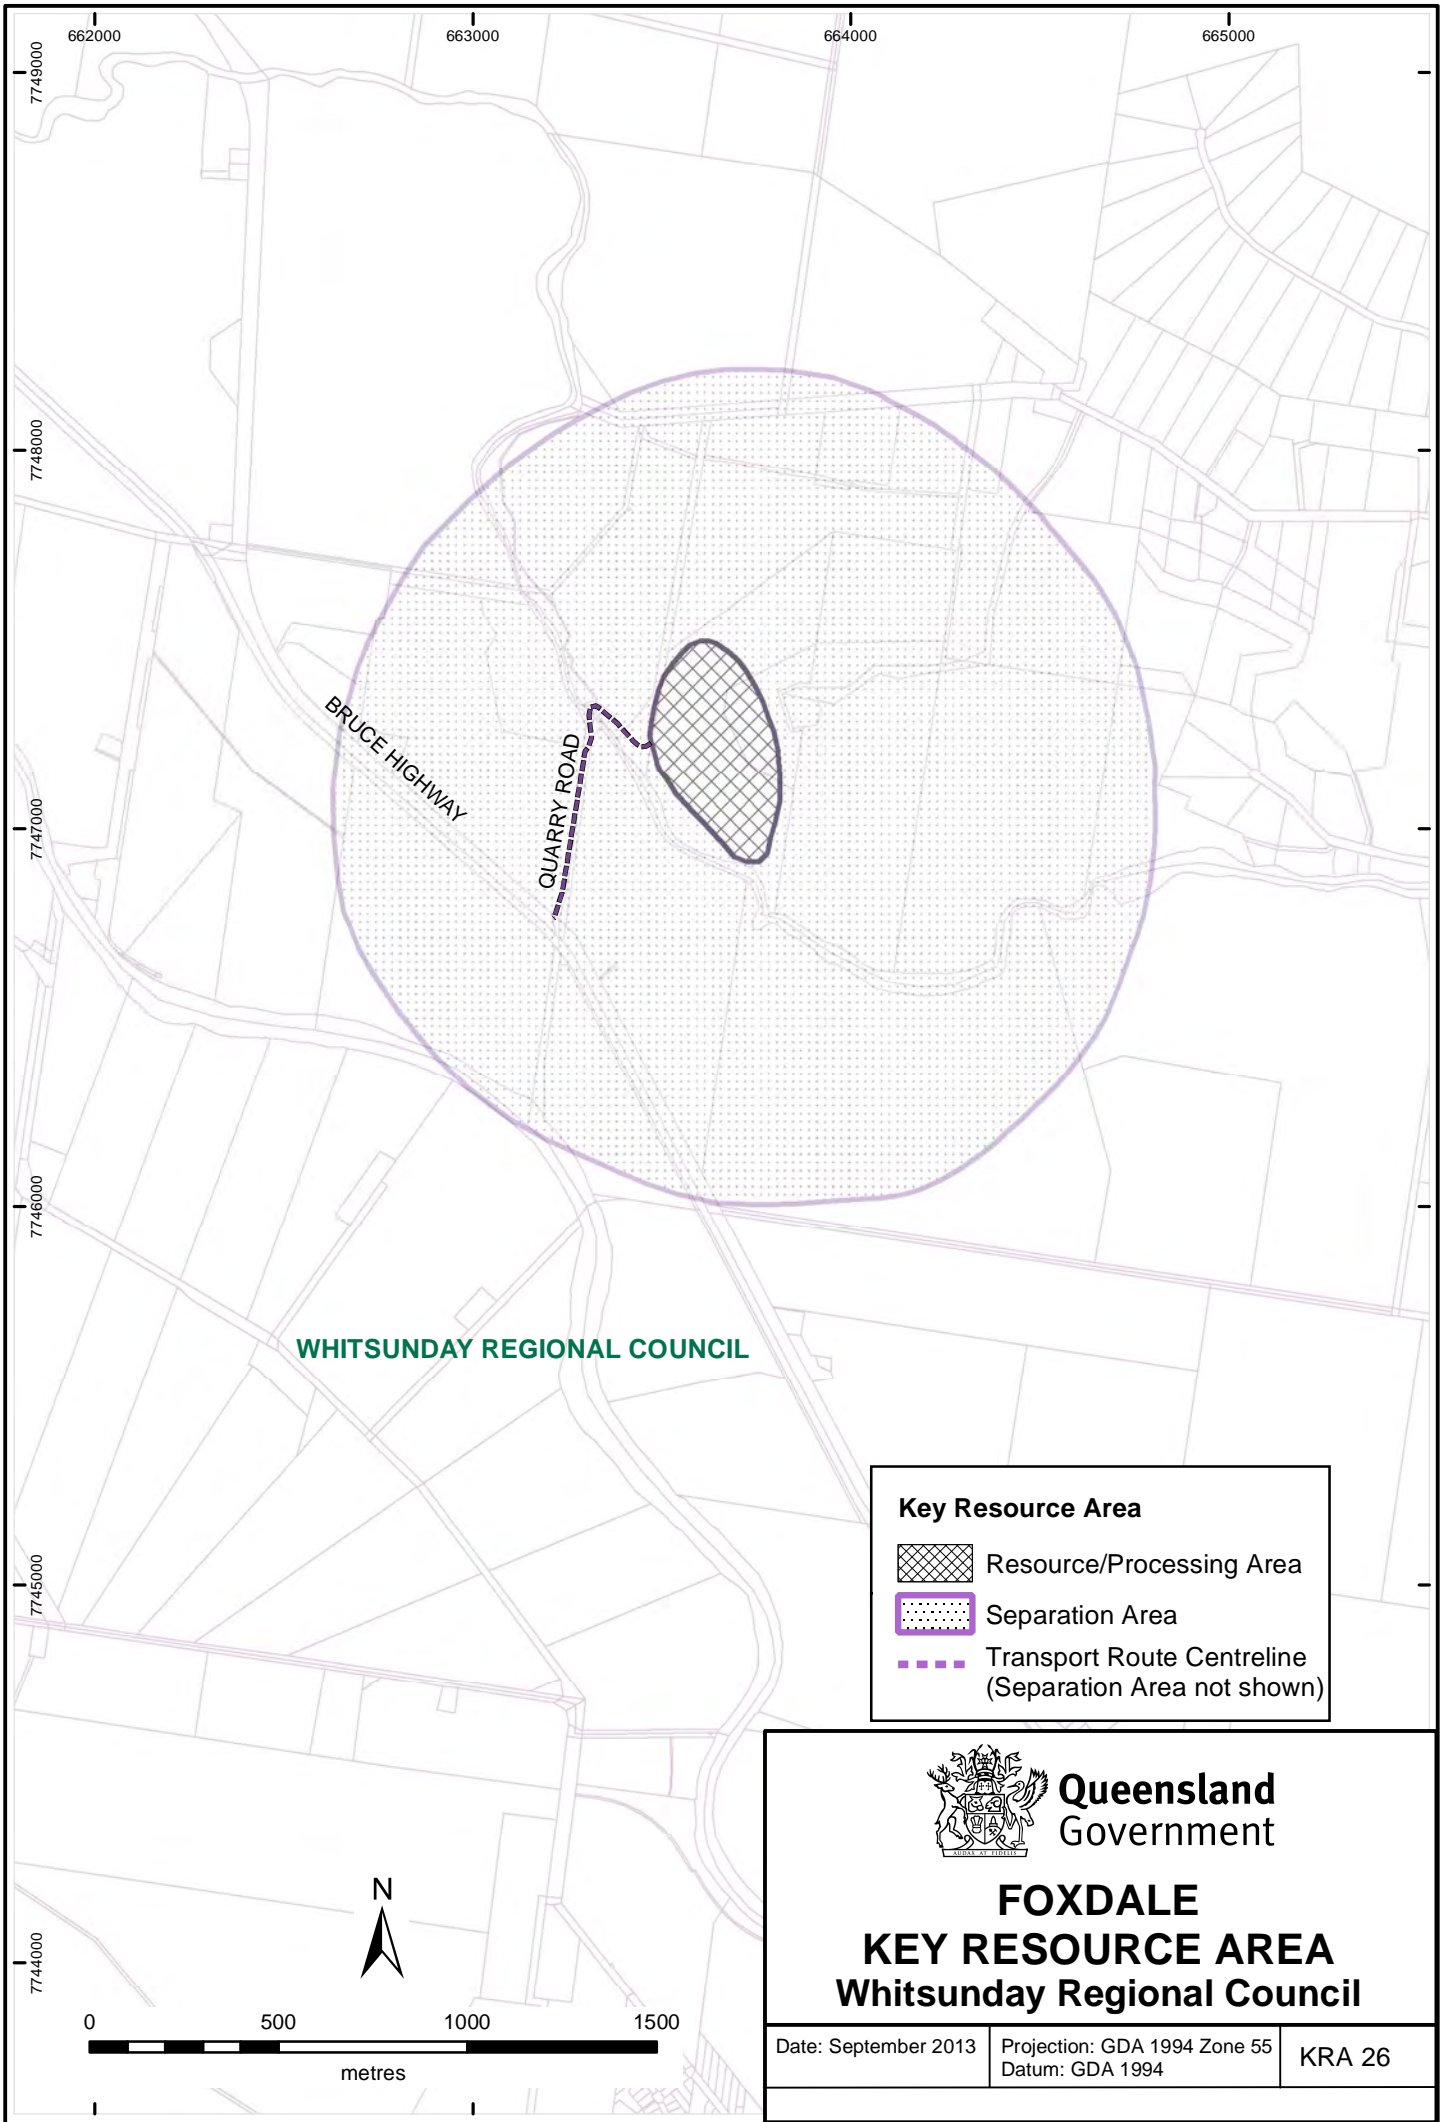 662000
663000
664000
665000
7749000
7748000
7747000
7746000
7745000
7744000
BRUCE HIGHWAY
QUARRY ROAD
WHITSUNDAY REGIONAL COUNCIL
Key Resource Area
Resource/Processing Area
Separation Area
Transport Route Centreline
(Separation Area not shown)
N
0 500 1000 1500
metres
AUDAX AT FIDELIS
Queensland
Government
FOXDALE
KEY RESOURCE AREA
Whitsunday Regional Council
Date: September 2013
Projection: GDA 1994 Zone 55
Datum: GDA 1994
KRA 26